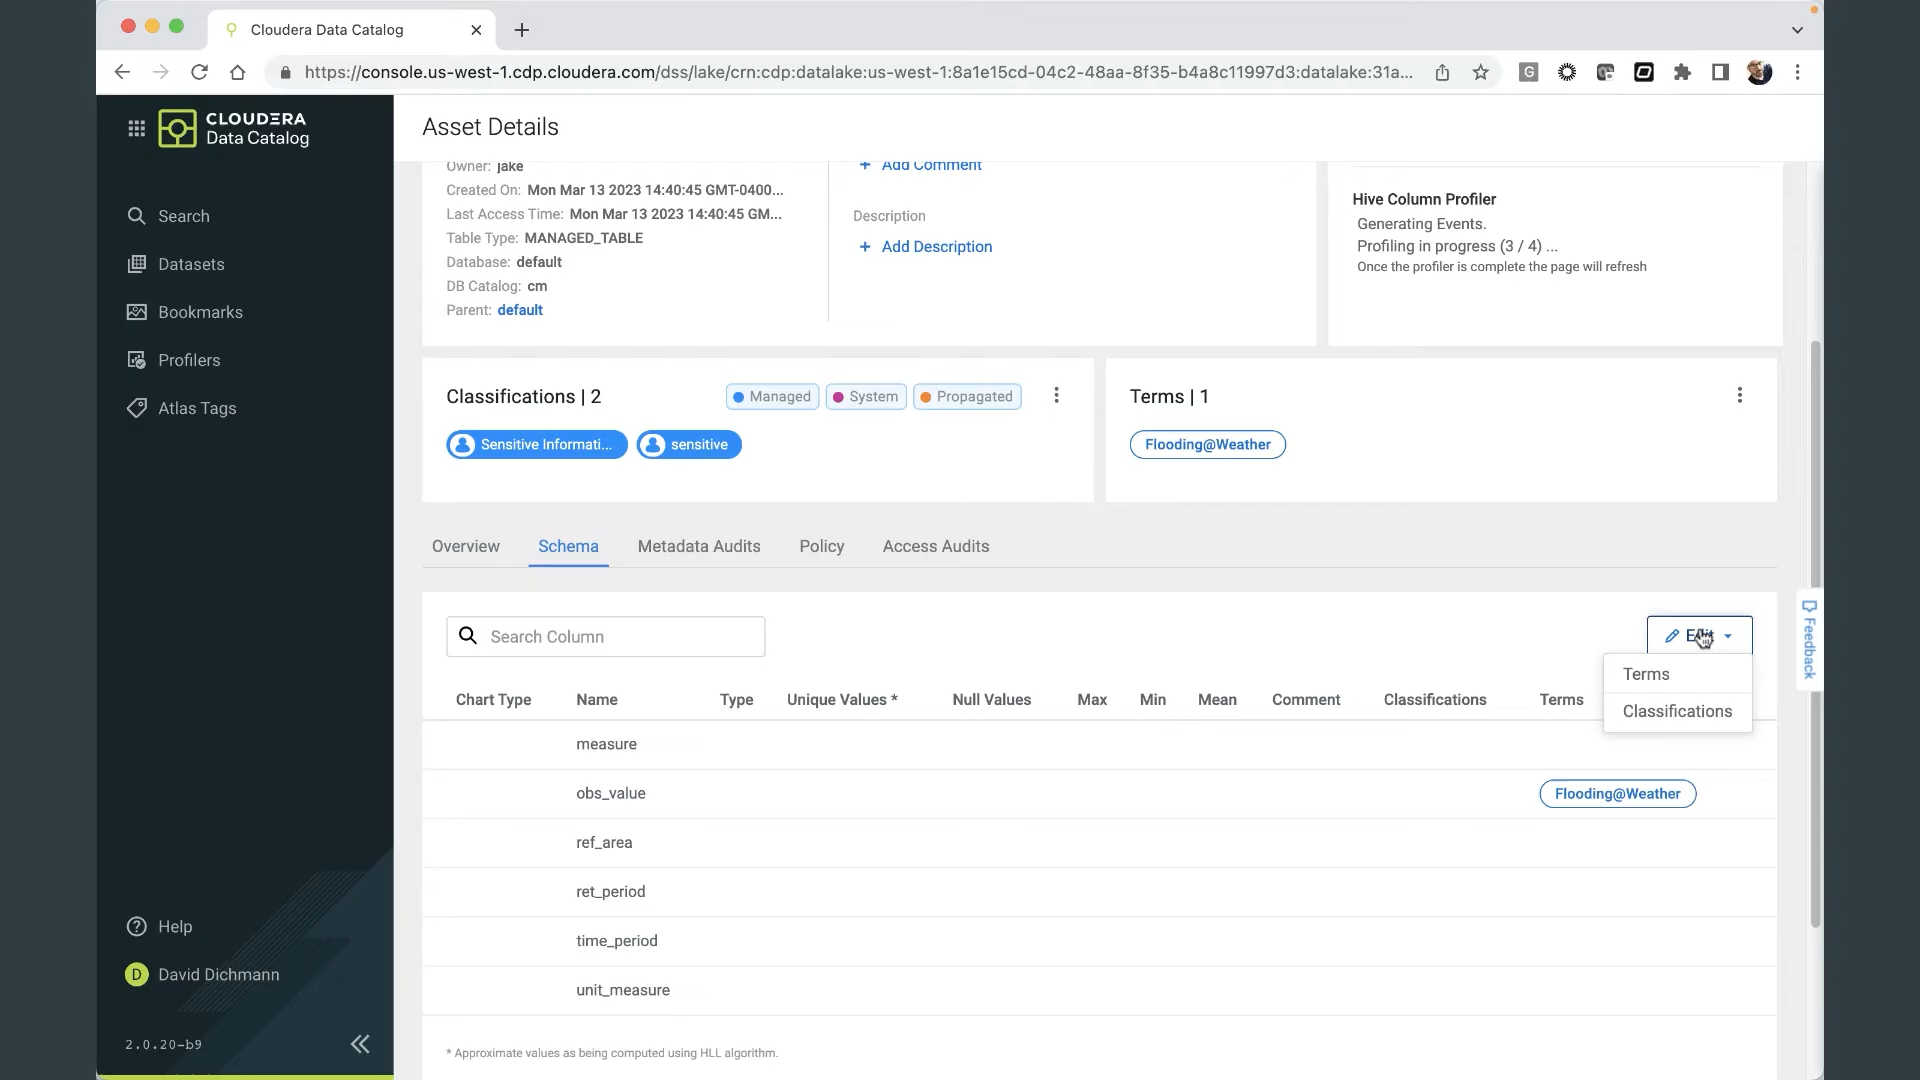 Cloudera Data Catalog
https://console.us-west-1.cdp.cloudera.com/dss/lake/crn:cdp:datalake:us-west-1:8a1e15cd-04c2-48aa-8f35-b4a8c11997d3:datalake:31a...
CLOUDERA
Data Catalog
Search
Datasets
Bookmarks
Profilers
Atlas Tags
Help
D David Dichmann
2.0.20-b9
Asset Details
Owner: jake
Created On: Mon Mar 13 2023 14:40:45 GMT-0400...
Last Access Time: Mon Mar 13 2023 14:40:45 GM...
Table Type: MANAGED_TABLE
Database: default
DB Catalog: cm
Parent: default
+ Add Comment
Description
+ Add Description
Hive Column Profiler
Generating Events.
Profiling in progress (3 / 4) ...
Once the profiler is complete the page will refresh
Classifications | 2
Managed System Propagated
Sensitive Informati... sensitive
Terms | 1
Flooding@Weather
Overview Schema Metadata Audits Policy Access Audits
Search Column
Edit
Terms
Classifications
Chart Type Name Type Unique Values * Null Values Max Min Mean Comment Classifications Terms
measure
obs_value Flooding@Weather
ref_area
ret_period
time_period
unit_measure
* Approximate values as being computed using HLL algorithm.
Feedback